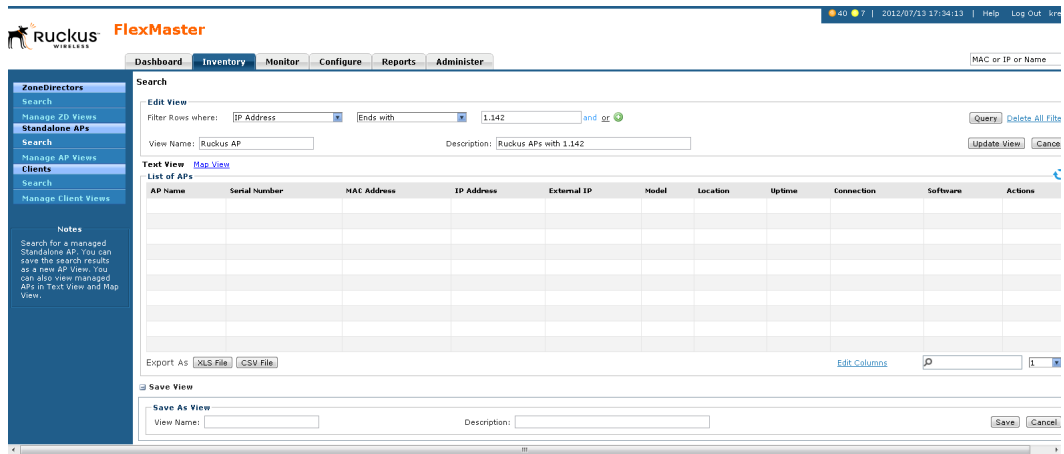 40 7 | 2012/07/13 17:34:13 | Help Log Out kre
Ruckus WIRELESS
FlexMaster
Dashboard Inventory Monitor Configure Reports Administer
MAC or IP or Name
ZoneDirectors
Search
Manage ZD Views
Standalone APs
Search
Manage AP Views
Clients
Search
Manage Client Views
Notes
Search for a managed
Standalone AP. You can
save the search results
as a new AP View. You
can also view managed
APs in Text View and Map
View.
Search
Edit View
Filter Rows where: IP Address Ends with 1.142 and or
Query Delete All Filte
View Name: Ruckus AP Description: Ruckus APs with 1.142 Update View Cance
Text View Map View
List of APs
AP Name Serial Number MAC Address IP Address External IP Model Location Uptime Connection Software Actions
Export As XLS File CSV File Edit Columns 1
Save View
Save As View
View Name: Description: Save Cancel